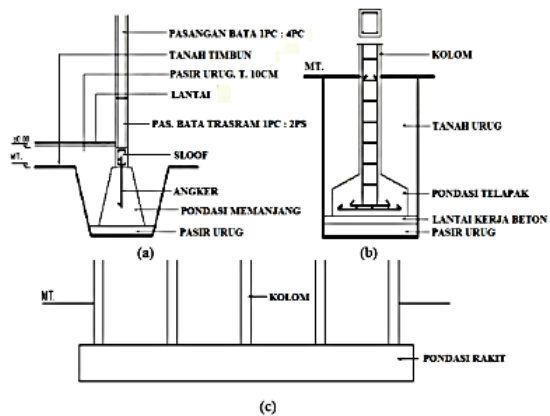 PASANGAN BATA 1PC : 4PC
TANAH TIMBUN
PASIR URUG. T. 10CM
LANTAI
±0.00
PAS. BATA TRASRAM 1PC : 2PS
MT.
SLOOF
ANGKER
PONDASI MEMANJANG
PASIR URUG
(a)
KOLOM
MT.
TANAH URUG
PONDASI TELAPAK
LANTAI KERJA BETON
PASIR URUG
(b)
MT.
KOLOM
PONDASI RAKIT
(c)